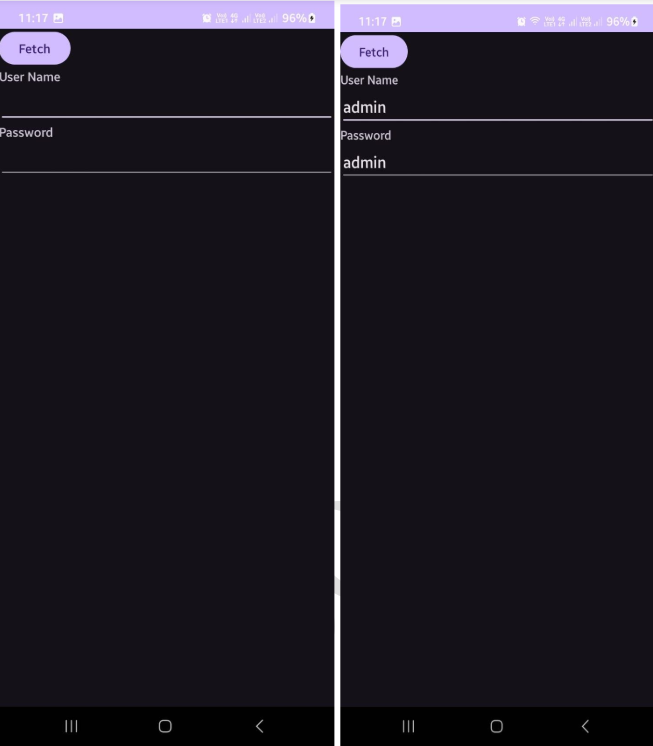 11:17
96%
Fetch
User Name
Password
11:17
96%
Fetch
User Name
admin
Password
admin